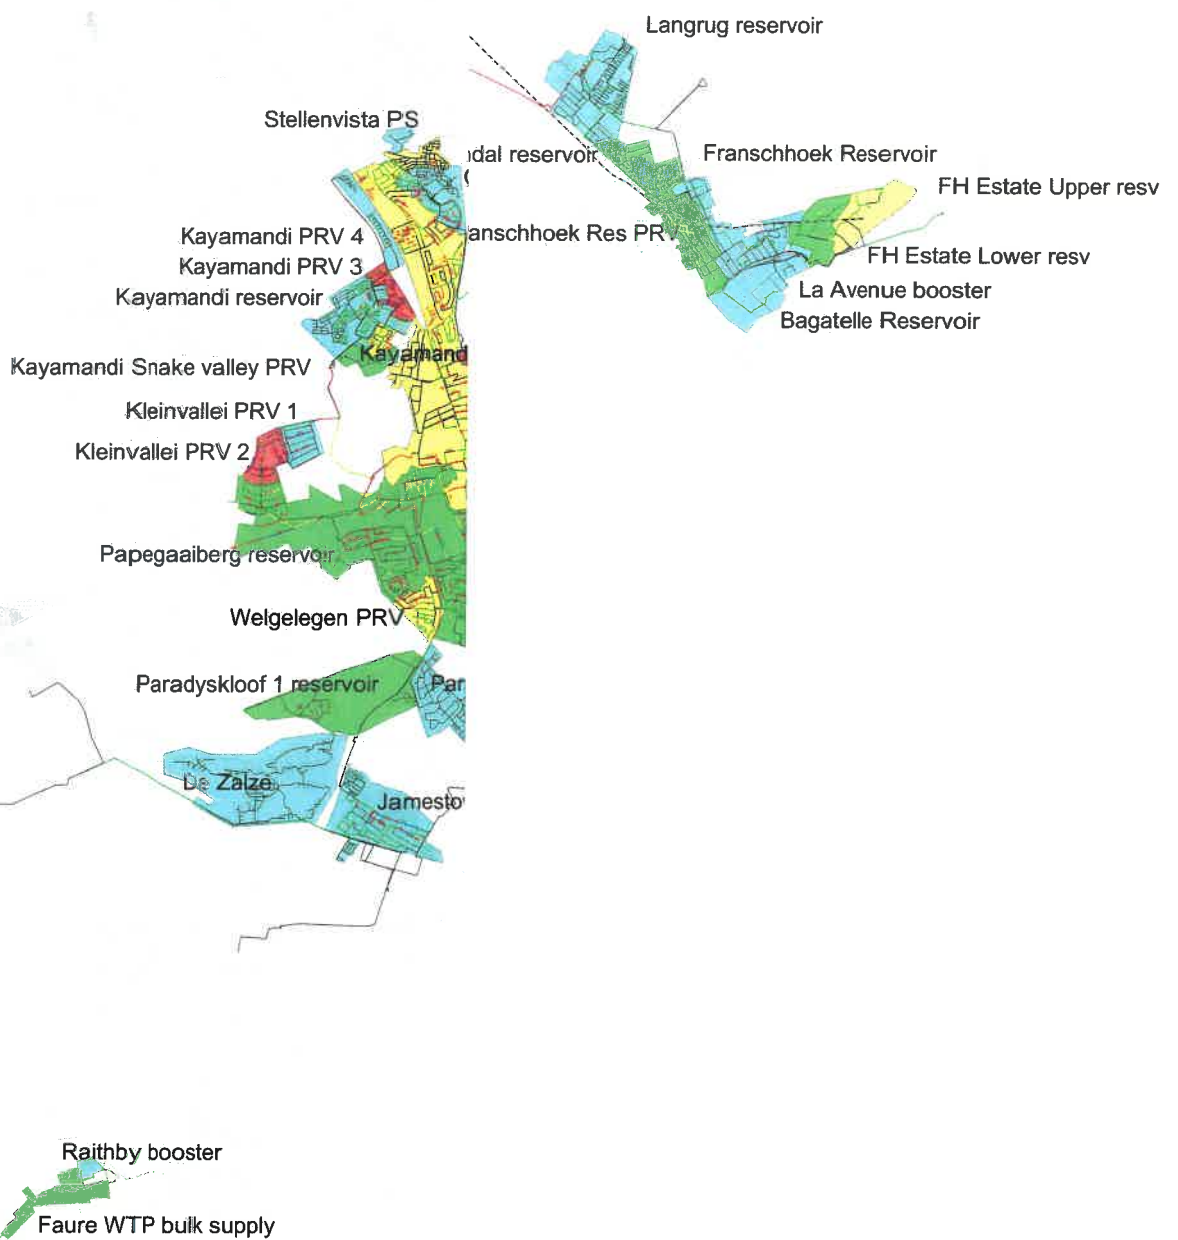 Langrug reservoir
Stellenvista PS
dal reservoir
Franschhoek Reservoir
FH Estate Upper resv
Kayamandi PRV 4
anschhoek Res PRV
Kayamandi PRV 3
FH Estate Lower resv
Kayamandi reservoir
La Avenue booster
Bagatelle Reservoir
Kayamand
Kayamandi Snake valley PRV
Kleinvallei PRV 1
Kleinvallei PRV 2
Papegaaiberg reservoir
Welgelegen PRV
Paradyskloof 1 reservoir
Par
De Zalze
Jamesto
Raithby booster
Faure WTP bulk supply